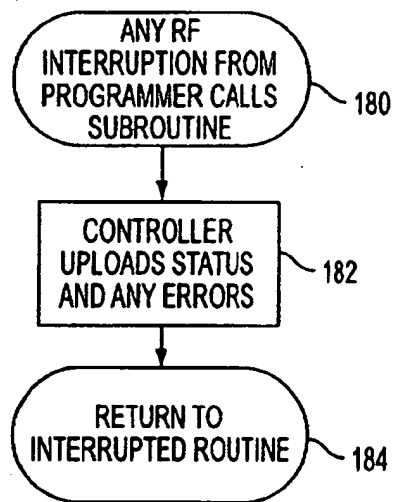 ANY RF
INTERRUPTION FROM
PROGRAMMER CALLS
SUBROUTINE
180
CONTROLLER
UPLOADS STATUS
AND ANY ERRORS
182
RETURN TO
INTERRUPTED ROUTINE
184